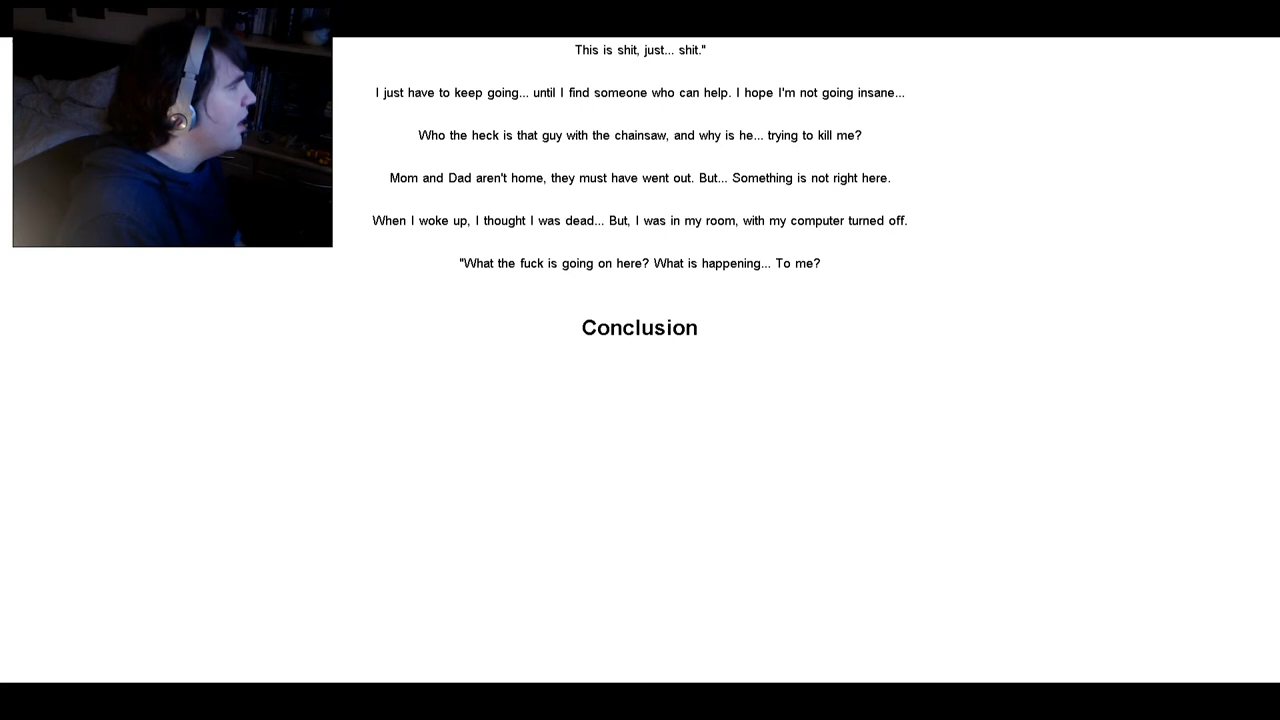 This is shit, just... shit."
I just have to keep going... until I find someone who can help. I hope I'm not going insane...
Who the heck is that guy with the chainsaw, and why is he... trying to kill me?
Mom and Dad aren't home, they must have went out. But... Something is not right here.
When I woke up, I thought I was dead... But, I was in my room, with my computer turned off.
"What the fuck is going on here? What is happening... To me?
Conclusion